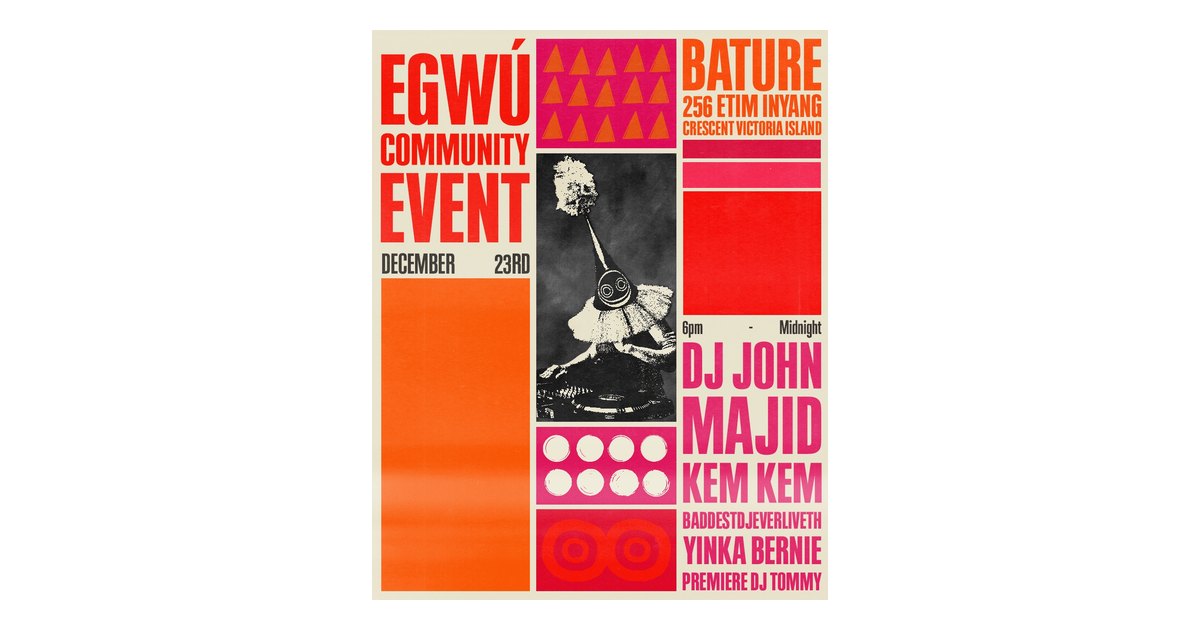 EGWÚ
COMMUNITY
EVENT
DECEMBER 23RD
BATURE
256 ETIM INYANG
CRESCENT VICTORIA ISLAND
6pm - Midnight
DJ JOHN
MAJID
KEM KEM
BADDESTDJEVERLIVETH
YINKA BERNIE
PREMIERE DJ TOMMY